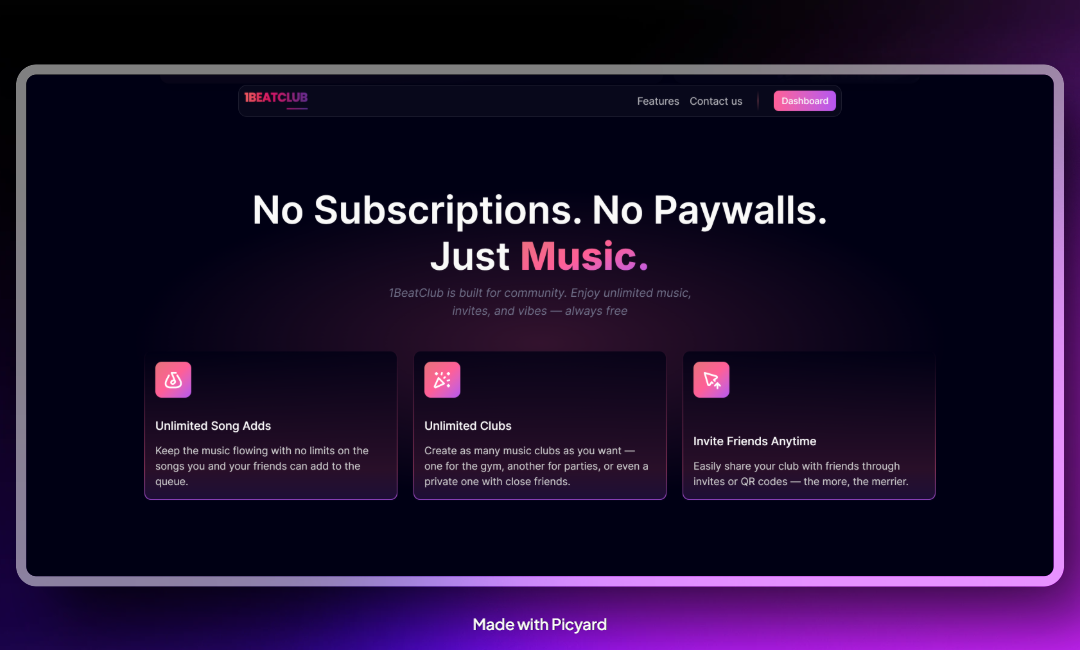 1BEATCLUB
Features Contact us Dashboard
No Subscriptions. No Paywalls.
Just Music.
1BeatClub is built for community. Enjoy unlimited music,
invites, and vibes — always free
Unlimited Song Adds
Keep the music flowing with no limits on the
songs you and your friends can add to the
queue.
Unlimited Clubs
Create as many music clubs as you want —
one for the gym, another for parties, or even a
private one with close friends.
Invite Friends Anytime
Easily share your club with friends through
invites or QR codes — the more, the merrier.
Made with Picyard